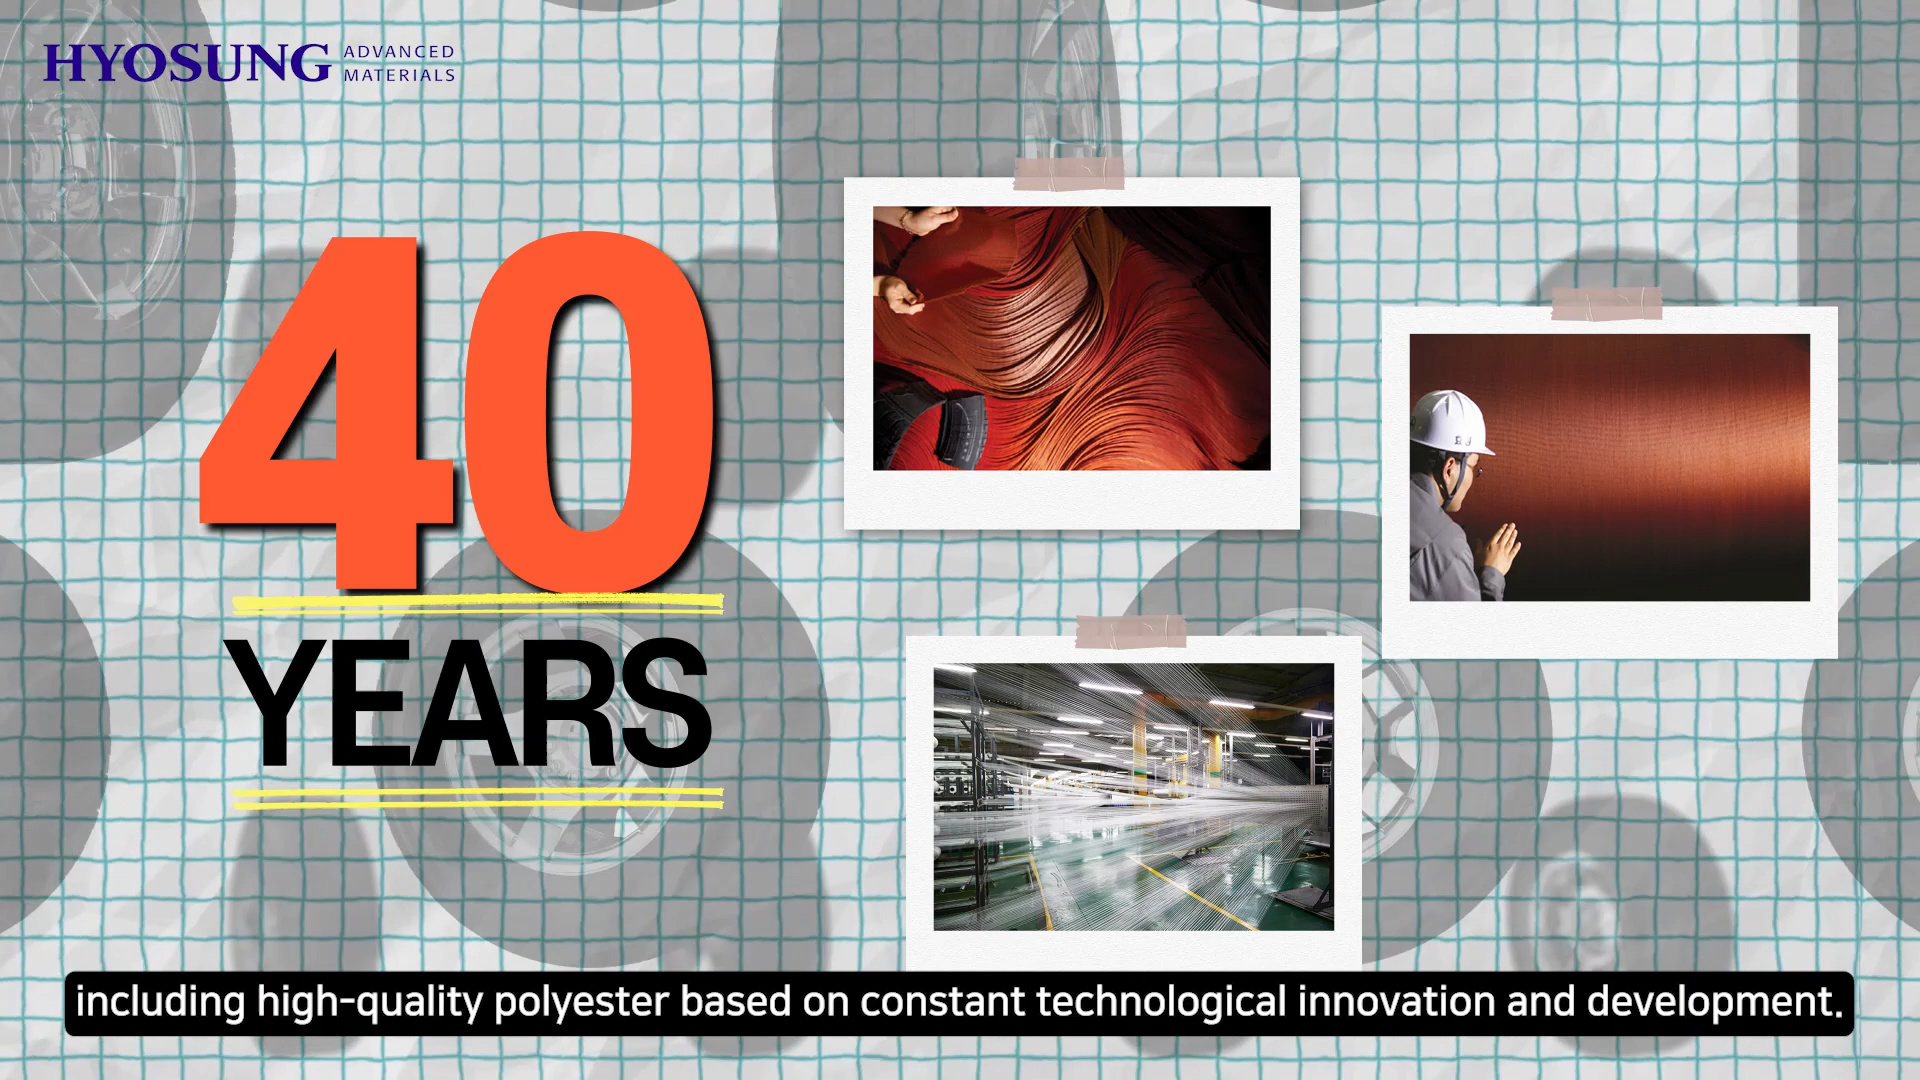 HYOSUNG ADVANCED
MATERIALS
40
YEARS
including high-quality polyester based on constant technological innovation and development.